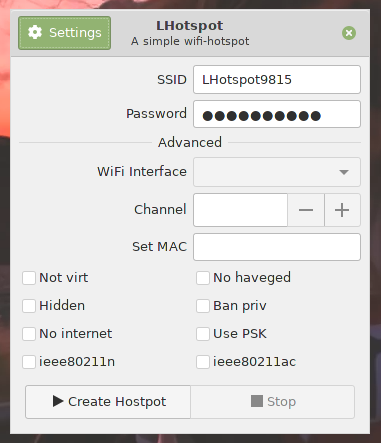 Settings
LHotspot
A simple wifi-hotspot
SSID
LHotspot9815
Password
●●●●●●●●●●
Advanced
WiFi Interface
Channel
Set MAC
Not virt
No haveged
Hidden
Ban priv
No internet
Use PSK
ieee80211n
ieee80211ac
Create Hostpot
Stop